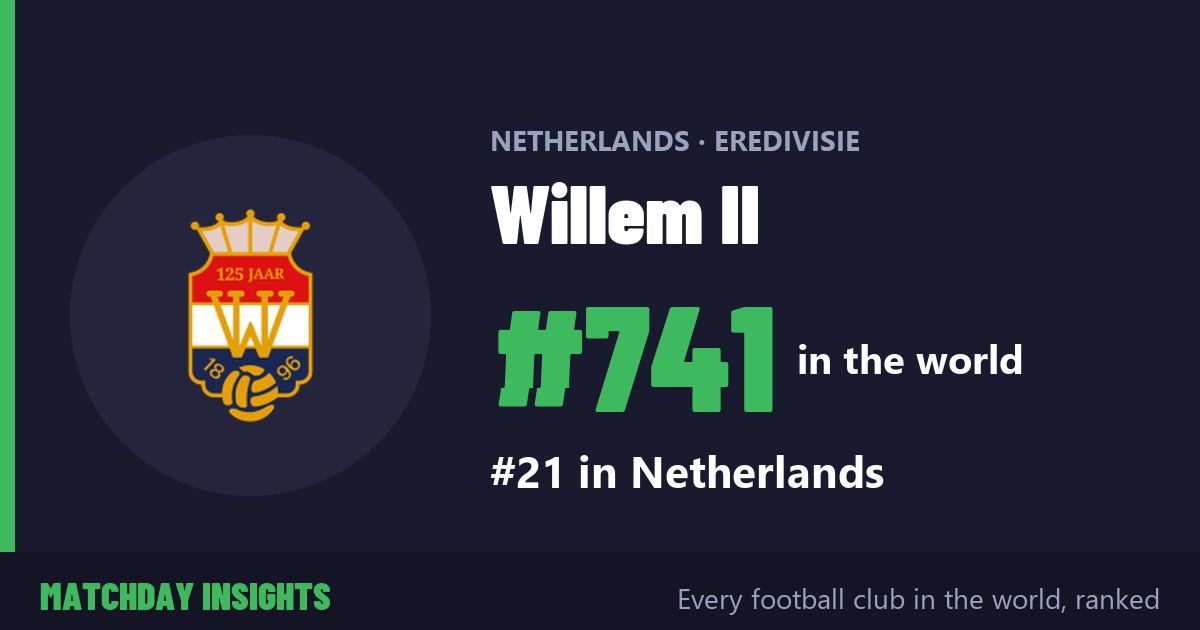 NETHERLANDS · EREDIVISIE
Willem II
125 JAAR
W
18 96
#741 in the world
#21 in Netherlands
MATCHDAY INSIGHTS
Every football club in the world, ranked